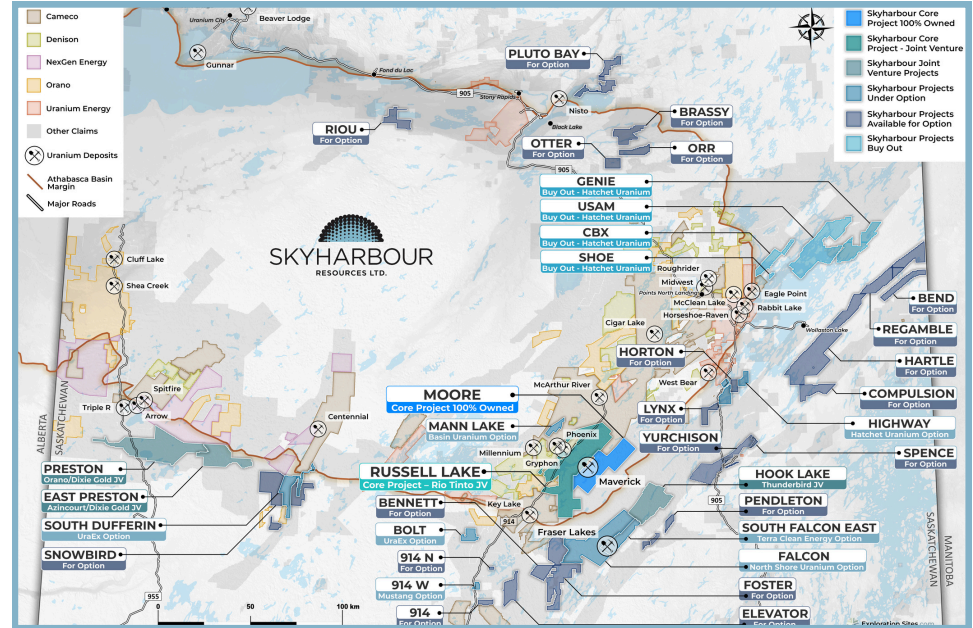 Cameco
Denison
NexGen Energy
Orano
Uranium Energy
Other Claims
Uranium Deposits
Athabasca Basin
Margin
Major Roads
Skyharbour Core
Project 100% Owned
Skyharbour Core
Project - Joint Venture
Skyharbour Joint
Venture Projects
Skyharbour Projects
Under Option
Skyharbour Projects
Available for Option
Skyharbour Projects
Buy Out
Uranium City
Beaver Lodge
Gunnar
Fond du Lac
905
Stony Rapids
PLUTO BAY
For Option
Nisto
Black Lake
RIOU
For Option
BRASSY
For Option
OTTER
For Option
ORR
For Option
905
GENIE
Buy Out - Hatchet Uranium
USAM
Buy Out - Hatchet Uranium
CBX
Buy Out - Hatchet Uranium
SHOE
Buy Out - Hatchet Uranium
SKYHARBOUR
RESOURCES LTD.
Cluff Lake
Shea Creek
Roughrider
Midwest
Points North Landing
McClean Lake
Horseshoe-Raven
Eagle Point
Rabbit Lake
Cigar Lake
Wollaston Lake
BEND
For Option
REGAMBLE
For Option
HARTLE
For Option
COMPULSION
For Option
HIGHWAY
Hatchet Uranium Option
SPENCE
For Option
HORTON
For Option
West Bear
McArthur River
LYNX
For Option
YURCHISON
For Option
MOORE
Core Project 100% Owned
MANN LAKE
Basin Uranium Option
Millennium
Phoenix
Gryphon
RUSSELL LAKE
Core Project – Rio Tinto JV
Maverick
Key Lake
914
BENNETT
For Option
BOLT
UraEx Option
914 N
For Option
914 W
Mustang Option
914
For Option
Fraser Lakes
HOOK LAKE
Thunderbird JV
PENDLETON
For Option
905
SOUTH FALCON EAST
Terra Clean Energy Option
FALCON
North Shore Uranium Option
FOSTER
For Option
ELEVATOR
For Option
Spitfire
Triple R
Arrow
Centennial
ALBERTA
SASKATCHEWAN
PRESTON
Orano/Dixie Gold JV
EAST PRESTON
Azincourt/Dixie Gold JV
SOUTH DUFFERIN
UraEx Option
SNOWBIRD
For Option
955
0
50
100 km
SASKATCHEWAN
MANITOBA
Exploration Sites.com